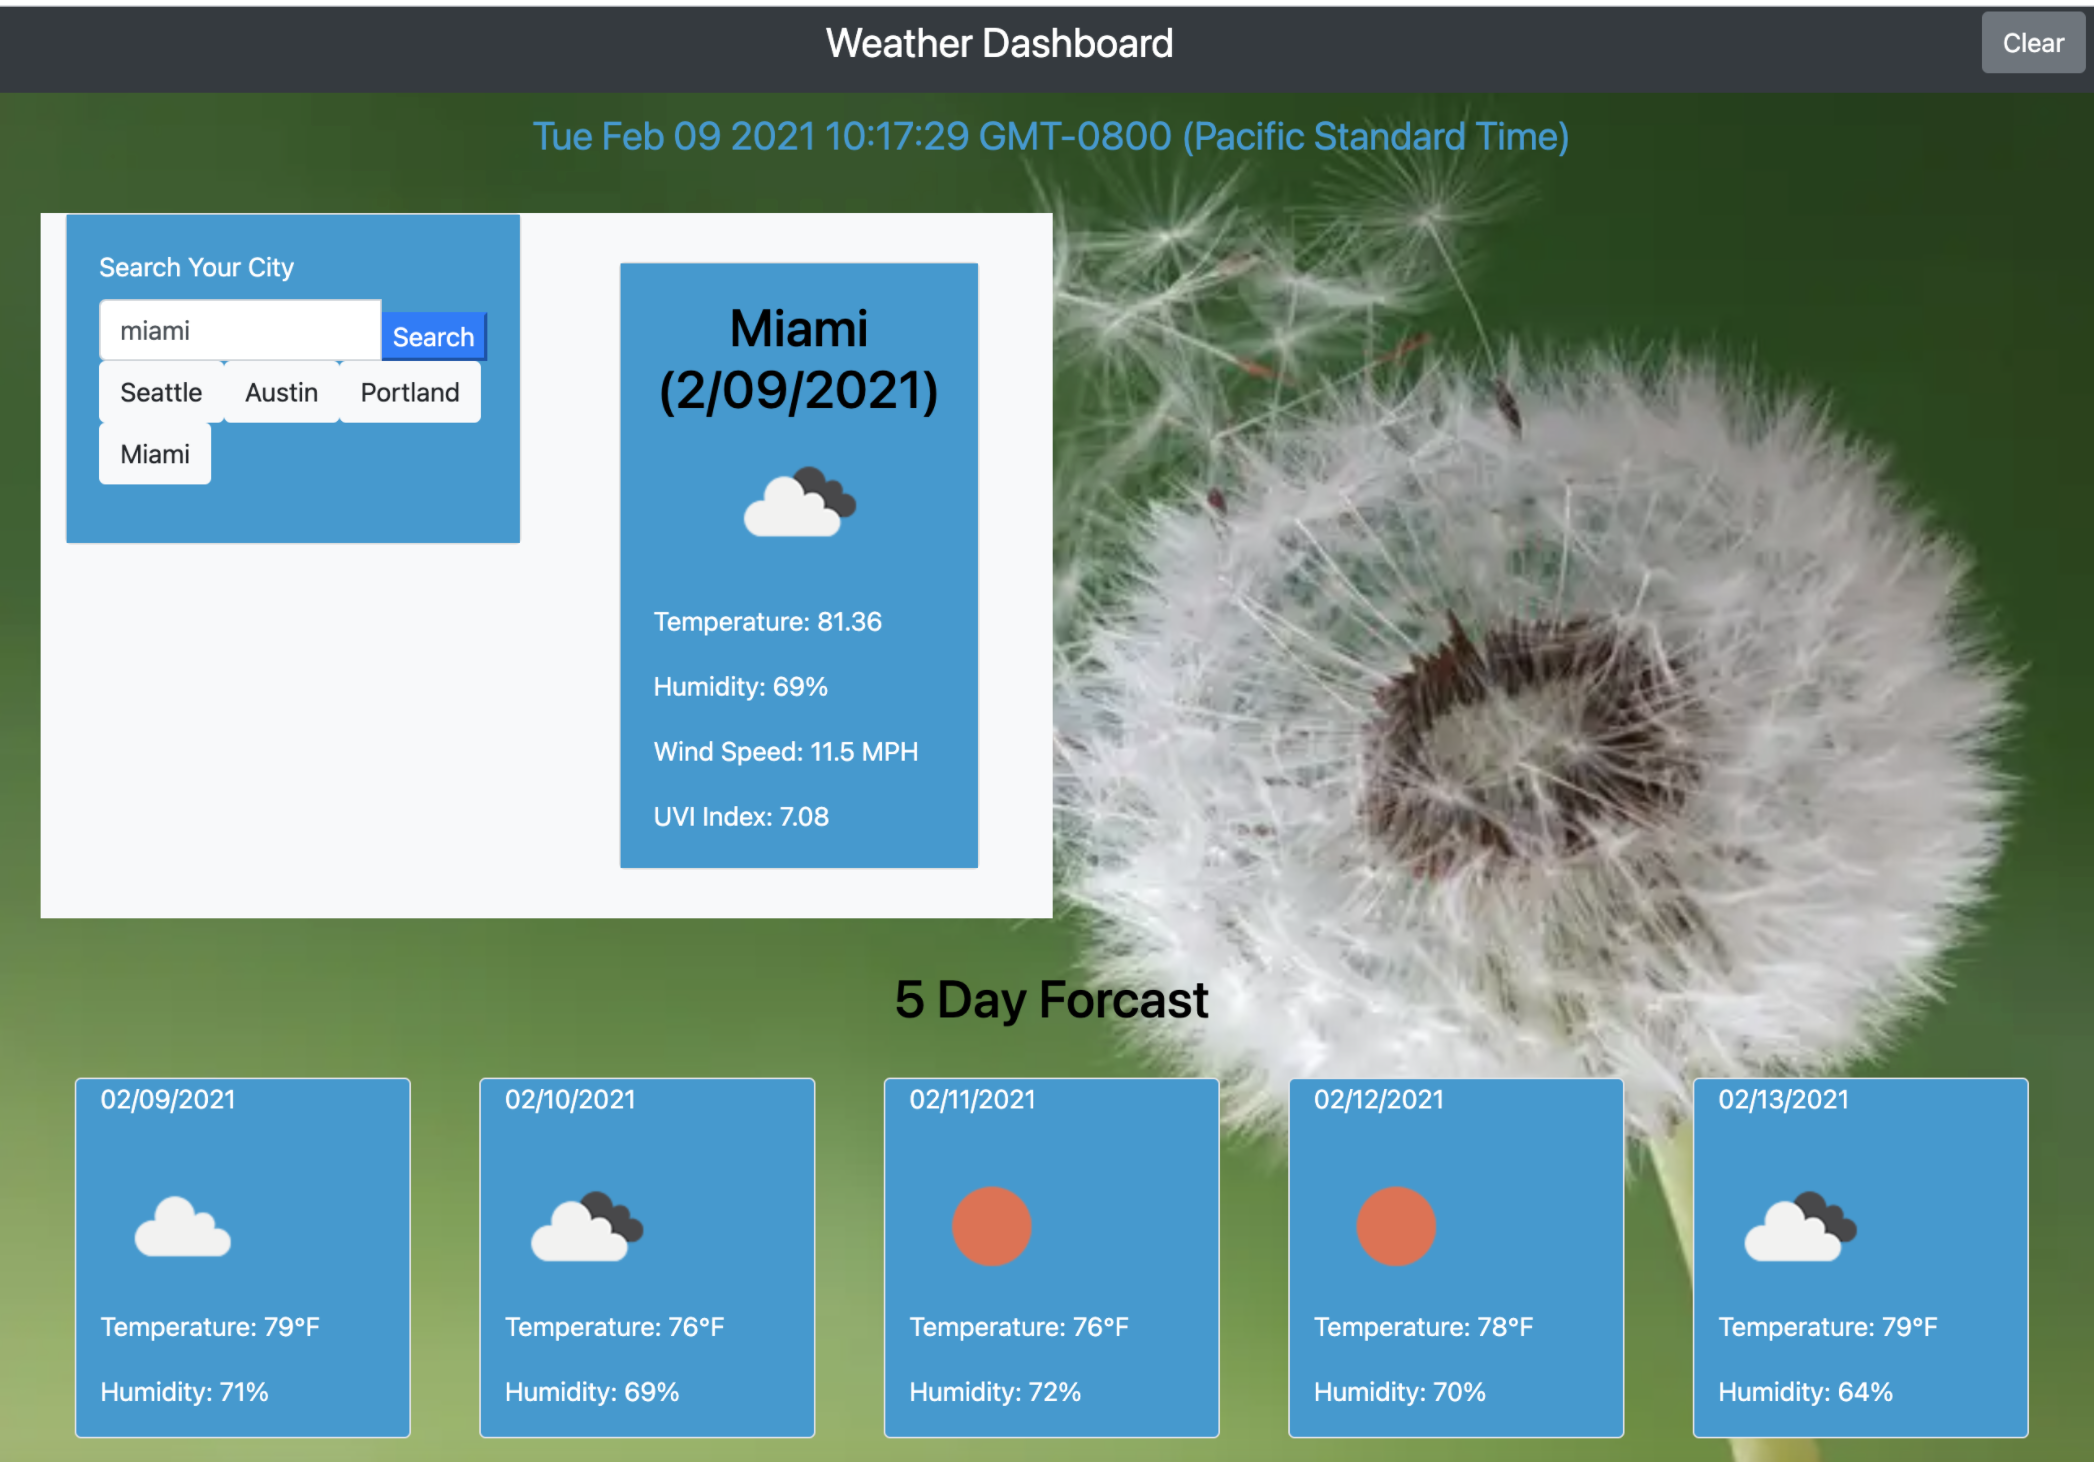 Weather Dashboard
Clear
Tue Feb 09 2021 10:17:29 GMT-0800 (Pacific Standard Time)
Search Your City
miami
Search
Seattle
Austin
Portland
Miami
Miami
(2/09/2021)
Temperature: 81.36
Humidity: 69%
Wind Speed: 11.5 MPH
UVI Index: 7.08
5 Day Forcast
02/09/2021
Temperature: 79°F
Humidity: 71%
02/10/2021
Temperature: 76°F
Humidity: 69%
02/11/2021
Temperature: 76°F
Humidity: 72%
02/12/2021
Temperature: 78°F
Humidity: 70%
02/13/2021
Temperature: 79°F
Humidity: 64%